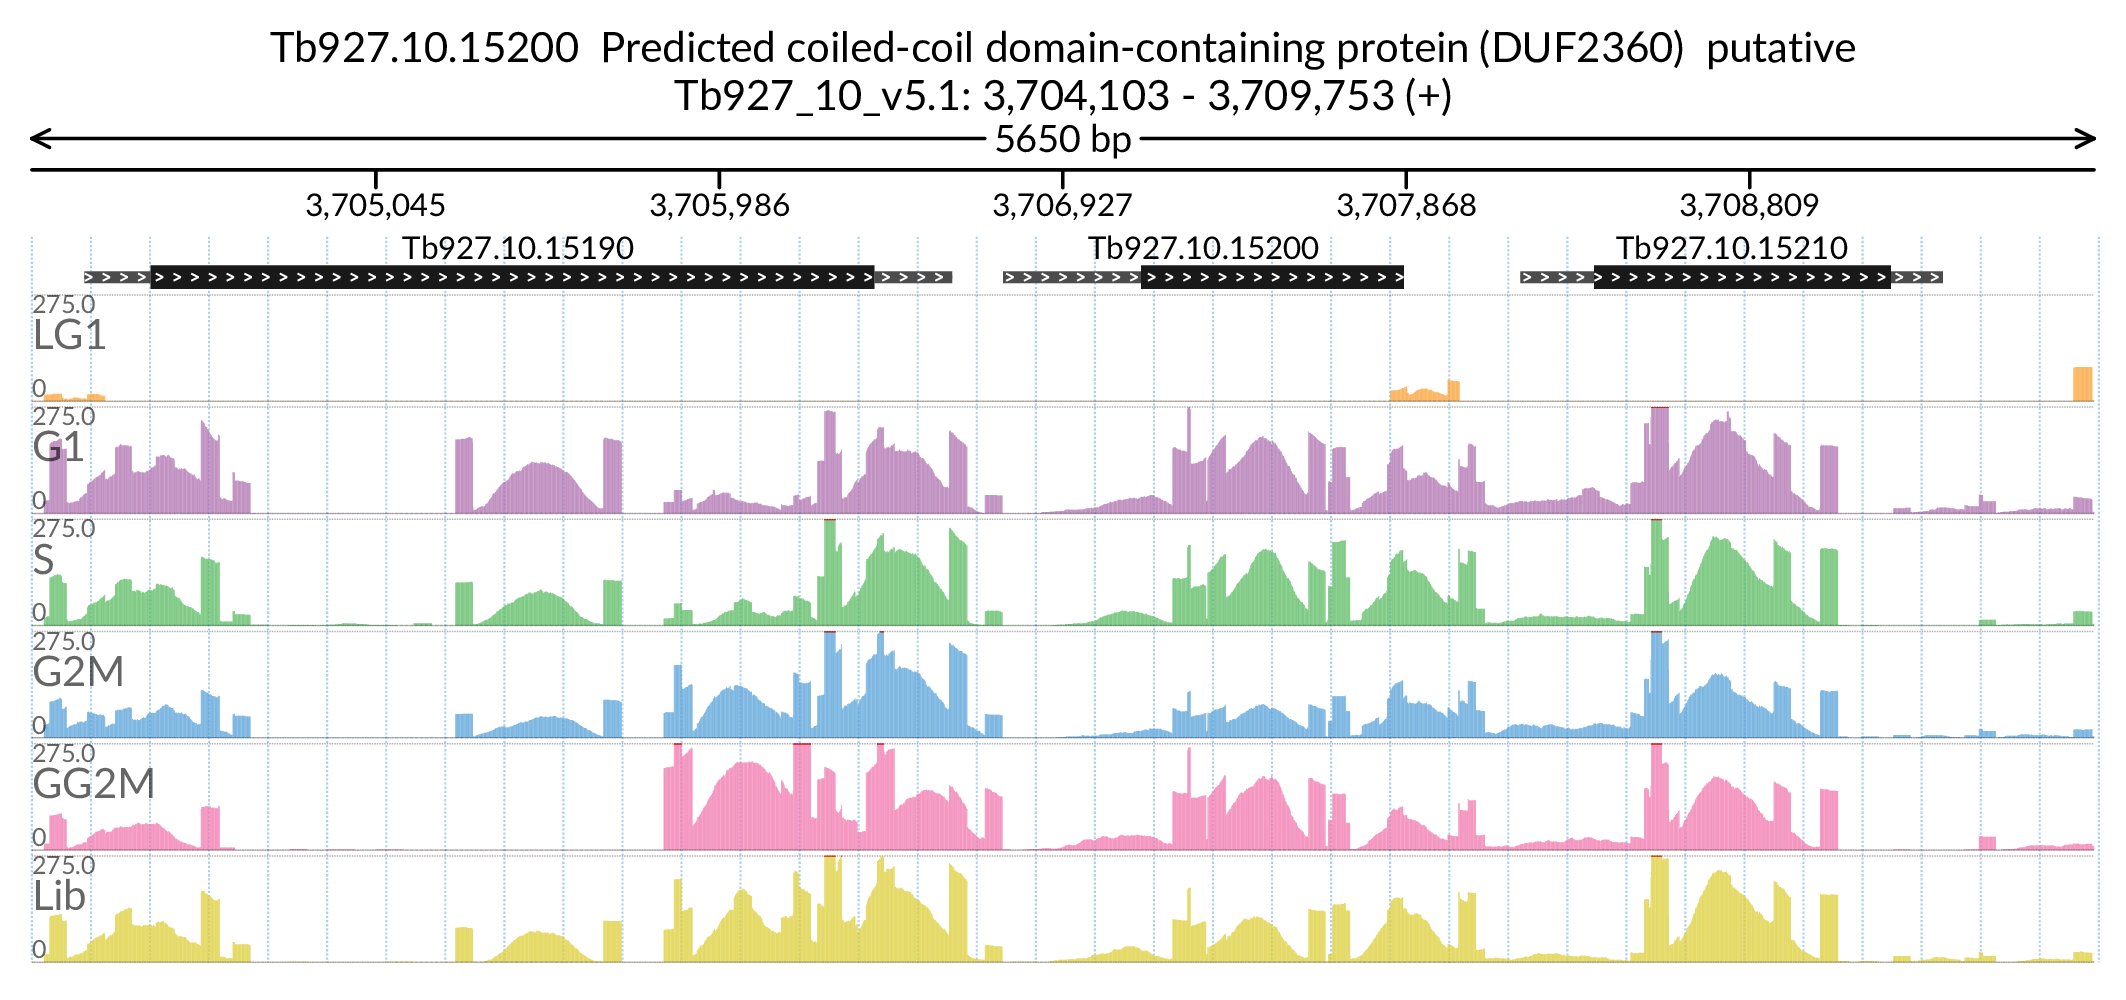 Tb927.10.15200  Predicted coiled-coil domain-containing protein (DUF2360)  putative
Tb927_10_v5.1: 3,704,103 - 3,709,753 (+)
5650 bp
3,705,045 3,705,986 3,706,927 3,707,868 3,708,809
Tb927.10.15190 Tb927.10.15200 Tb927.10.15210
275.0
LG1
0
275.0
G1
0
275.0
S
0
275.0
G2M
0
275.0
GG2M
0
275.0
Lib
0